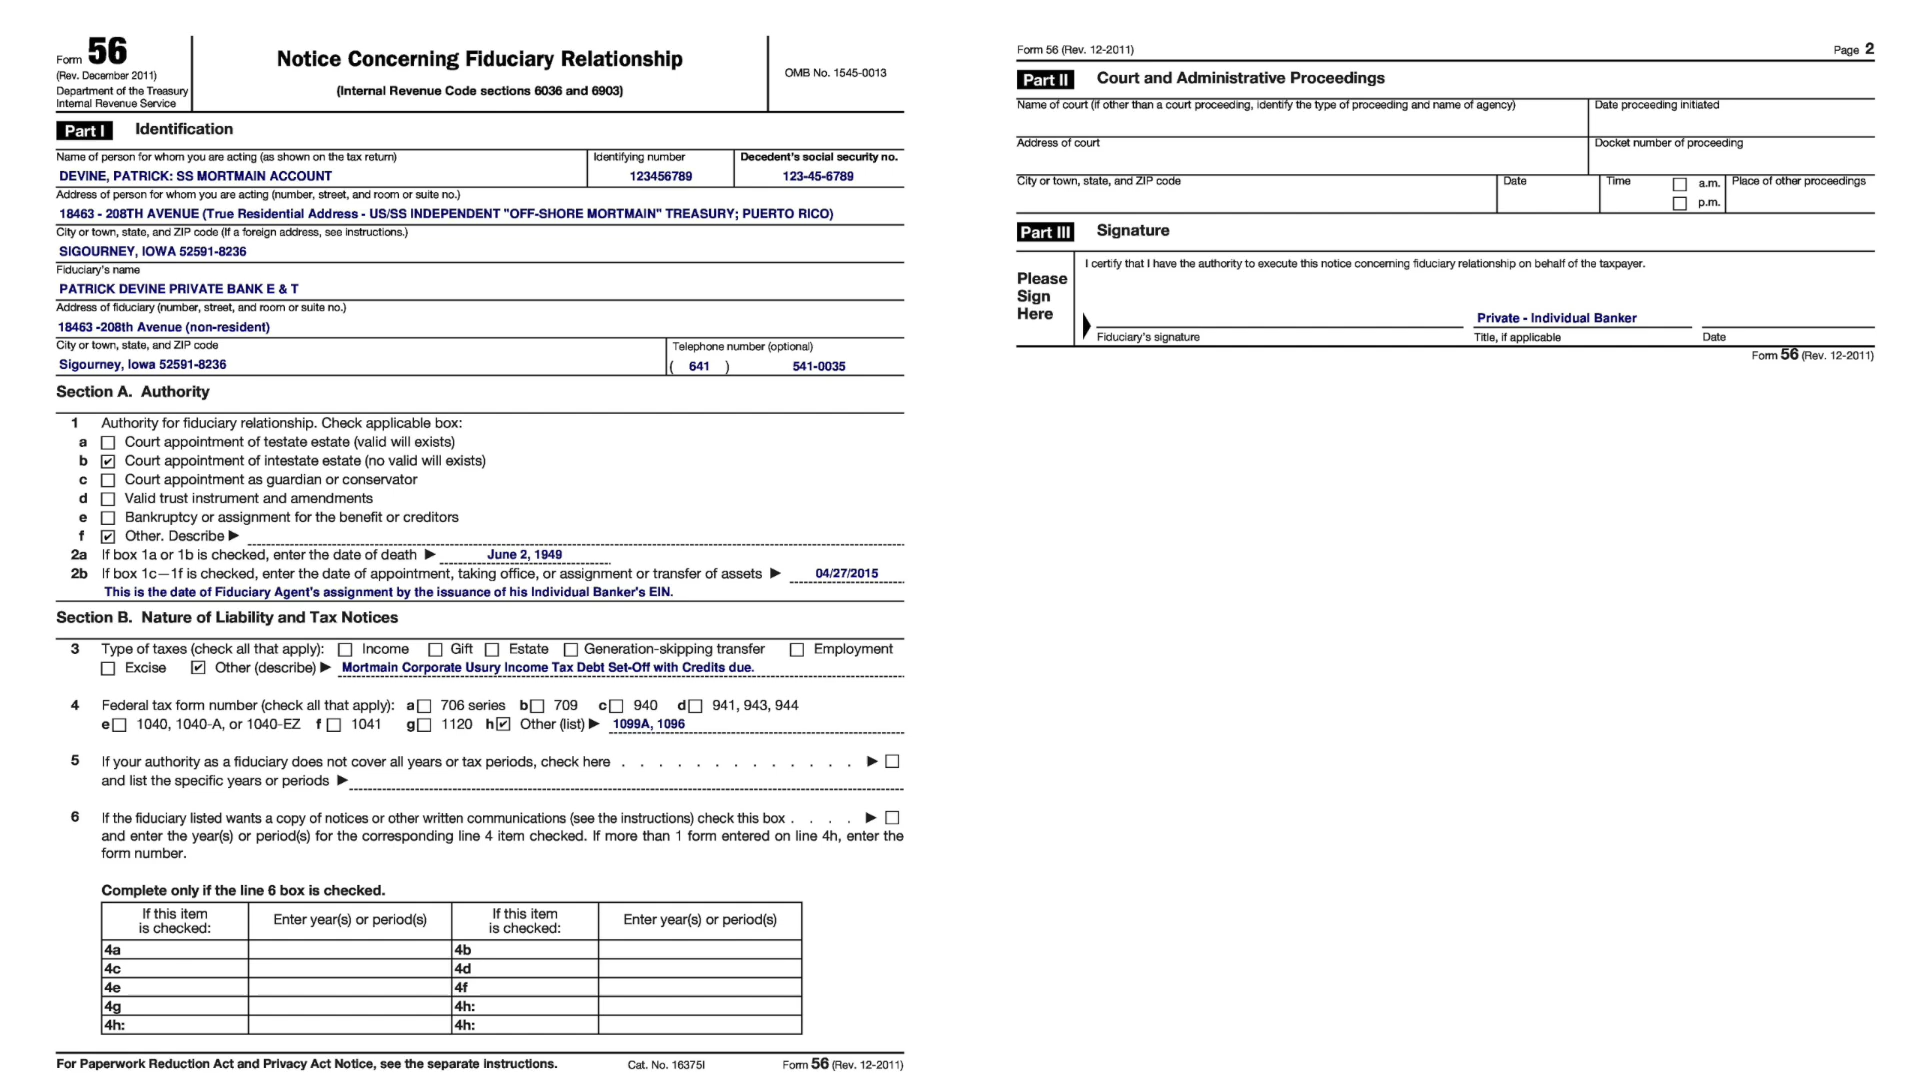 Form 56
(Rev. December 2011)
Department of the Treasury
Internal Revenue Service
Notice Concerning Fiduciary Relationship
(Internal Revenue Code sections 6036 and 6903)
OMB No. 1545-0013
Part I Identification
Name of person for whom you are acting (as shown on the tax return)
Identifying number
Decedent's social security no.
DEVINE, PATRICK: SS MORTMAIN ACCOUNT
123456789
123-45-6789
Address of person for whom you are acting (number, street, and room or suite no.)
18463 - 208TH AVENUE (True Residential Address - US/SS INDEPENDENT "OFF-SHORE MORTMAIN" TREASURY; PUERTO RICO)
City or town, state, and ZIP code (If a foreign address, see instructions.)
SIGOURNEY, IOWA 52591-8236
Fiduciary's name
PATRICK DEVINE PRIVATE BANK E & T
Address of fiduciary (number, street, and room or suite no.)
18463 -208th Avenue (non-resident)
City or town, state, and ZIP code
Telephone number (optional)
Sigourney, Iowa 52591-8236
( 641 ) 541-0035
Section A. Authority
1 Authority for fiduciary relationship. Check applicable box:
a ☐ Court appointment of testate estate (valid will exists)
b ☑ Court appointment of intestate estate (no valid will exists)
c ☐ Court appointment as guardian or conservator
d ☐ Valid trust instrument and amendments
e ☐ Bankruptcy or assignment for the benefit or creditors
f ☑ Other. Describe ▶
2a If box 1a or 1b is checked, enter the date of death ▶ June 2, 1949
2b If box 1c—1f is checked, enter the date of appointment, taking office, or assignment or transfer of assets ▶ 04/27/2015
This is the date of Fiduciary Agent's assignment by the issuance of his Individual Banker's EIN.
Section B. Nature of Liability and Tax Notices
3 Type of taxes (check all that apply): ☐ Income ☐ Gift ☐ Estate ☐ Generation-skipping transfer ☐ Employment
☐ Excise ☑ Other (describe) ▶ Mortmain Corporate Usury Income Tax Debt Set-Off with Credits due.
4 Federal tax form number (check all that apply): a ☐ 706 series b ☐ 709 c ☐ 940 d ☐ 941, 943, 944
e ☐ 1040, 1040-A, or 1040-EZ f ☐ 1041 g ☐ 1120 h ☑ Other (list) ▶ 1099A, 1096
5 If your authority as a fiduciary does not cover all years or tax periods, check here . . . . . . . . . . . . . ▶ ☐
and list the specific years or periods ▶
6 If the fiduciary listed wants a copy of notices or other written communications (see the instructions) check this box . . . . ▶ ☐
and enter the year(s) or period(s) for the corresponding line 4 item checked. If more than 1 form entered on line 4h, enter the
form number.
Complete only if the line 6 box is checked.
If this item
is checked:
Enter year(s) or period(s)
If this item
is checked:
Enter year(s) or period(s)
4a 4b
4c 4d
4e 4f
4g 4h:
4h: 4h:
For Paperwork Reduction Act and Privacy Act Notice, see the separate instructions. Cat. No. 16375I Form 56 (Rev. 12-2011)
Form 56 (Rev. 12-2011) Page 2
Part II Court and Administrative Proceedings
Name of court (if other than a court proceeding, identify the type of proceeding and name of agency)
Date proceeding initiated
Address of court
Docket number of proceeding
City or town, state, and ZIP code
Date
Time
☐ a.m.
☐ p.m.
Place of other proceedings
Part III Signature
I certify that I have the authority to execute this notice concerning fiduciary relationship on behalf of the taxpayer.
Please
Sign
Here
Private - Individual Banker
Fiduciary's signature
Title, if applicable
Date
Form 56 (Rev. 12-2011)